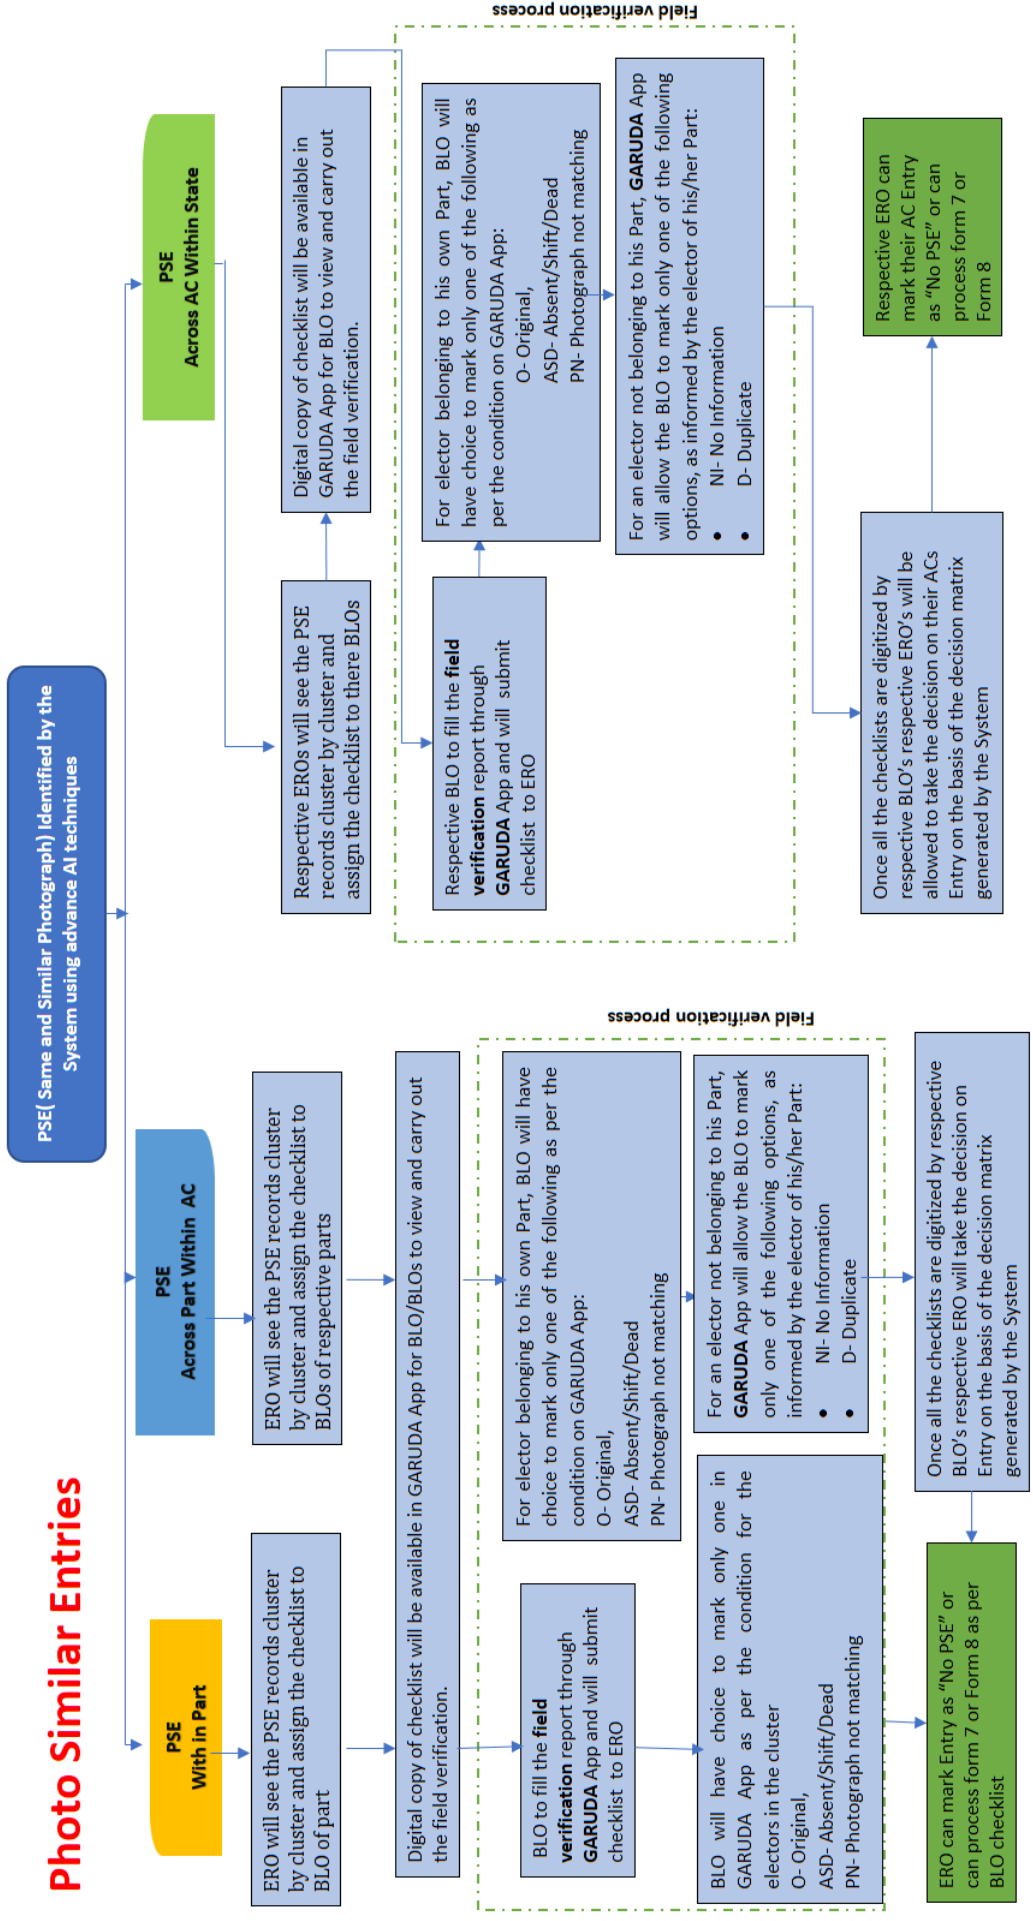 Photo Similar Entries
PSE( Same and Similar Photograph) Identified by the
System using advance AI techniques
PSE
With in Part
PSE
Across Part Within  AC
PSE
Across AC Within State
ERO will see the PSE records cluster
by cluster and assign the checklist to
BLO of part
ERO will see the PSE records cluster
by cluster and assign the checklist to
BLOs of respective parts
Digital copy of checklist will be available in GARUDA App for BLO/BLOs to view and carry out
the field verification.
Field verification process
BLO to fill the field
verification report through
GARUDA App and will submit
checklist  to ERO
For elector belonging to his own Part, BLO will have
choice to mark only one of the following as per the
condition on GARUDA App:
O- Original,
ASD- Absent/Shift/Dead
PN- Photograph not matching
BLO will have choice to mark only one in
GARUDA App as per the condition for the
electors in the cluster
O- Original,
ASD- Absent/Shift/Dead
PN- Photograph not matching
For an elector not belonging to his Part,
GARUDA App will allow the BLO to mark
only one of the following options, as
informed by the elector of his/her Part:
• NI- No Information
• D- Duplicate
Once all the checklists are digitized by respective
BLO’s respective ERO will take the decision on
Entry on the basis of the decision matrix
generated by the System
ERO can mark Entry as “No PSE” or
can process form 7 or Form 8 as per
BLO checklist
Respective EROs will see the PSE
records cluster by cluster and
assign the checklist to there BLOs
Digital copy of checklist will be available in
GARUDA App for BLO to view and carry out
the field verification.
Field verification process
Respective BLO to fill the field
verification report through
GARUDA App and will submit
checklist  to ERO
For elector belonging to his own Part, BLO will
have choice to mark only one of the following as
per the condition on GARUDA App:
O- Original,
ASD- Absent/Shift/Dead
PN- Photograph not matching
For an elector not belonging to his Part, GARUDA App
will allow the BLO to mark only one of the following
options, as informed by the elector of his/her Part:
• NI- No Information
• D- Duplicate
Once all the checklists are digitized by
respective BLO’s respective ERO’s will be
allowed to take the decision on their ACs
Entry on the basis of the decision matrix
generated by the System
Respective ERO can
mark their AC Entry
as “No PSE” or can
process form 7 or
Form 8